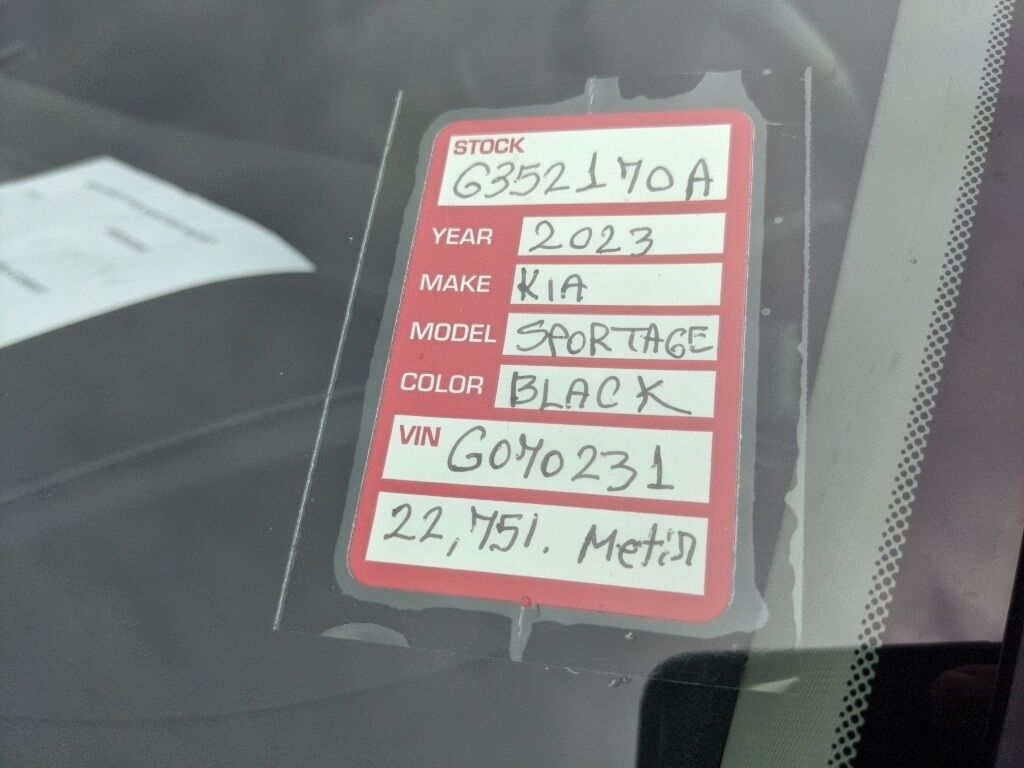 STOCK
G352170A
YEAR 2023
MAKE KIA
MODEL SPORTAGE
COLOR BLACK
VIN G070231
22,751. Metin